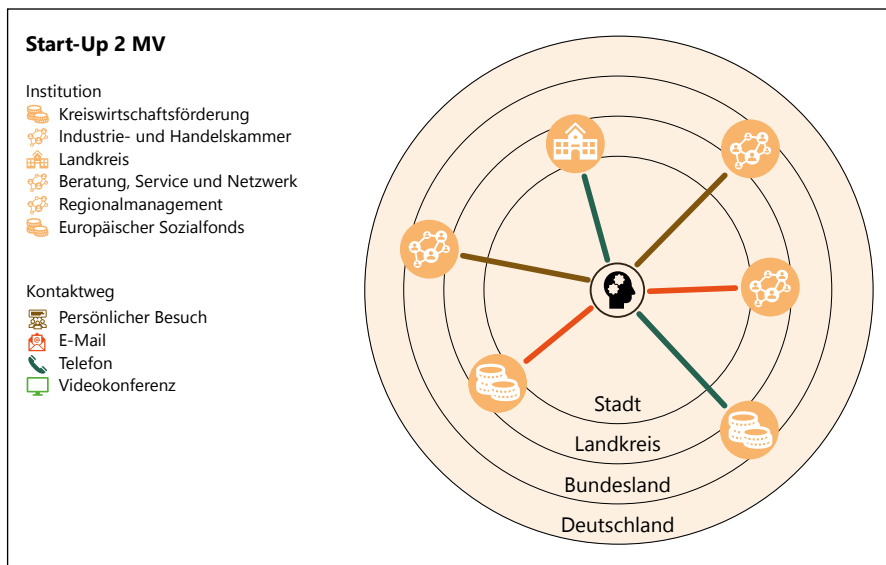 Start-Up 2 MV
Institution
Kreiswirtschaftsförderung
Industrie- und Handelskammer
Landkreis
Beratung, Service und Netzwerk
Regionalmanagement
Europäischer Sozialfonds
Kontaktweg
Persönlicher Besuch
E-Mail
Telefon
Videokonferenz
Stadt
Landkreis
Bundesland
Deutschland